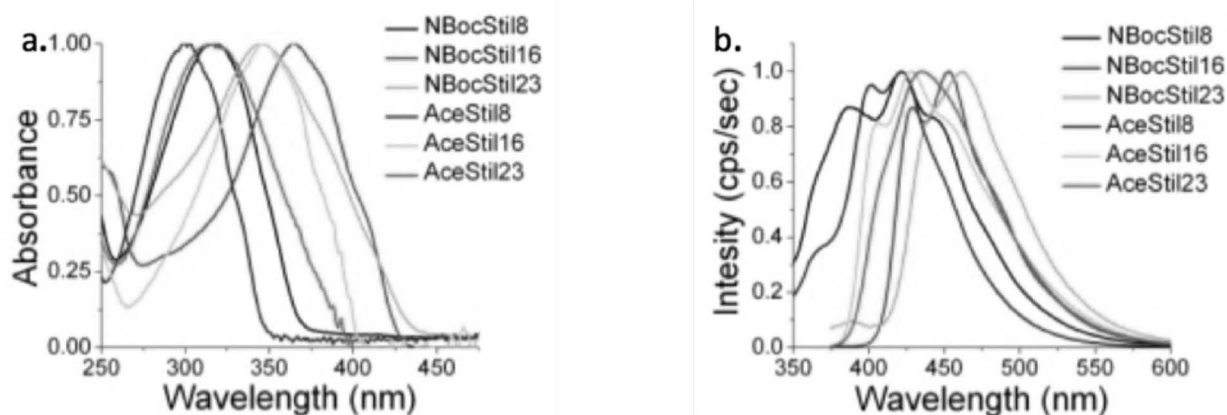 a.
1.00
0.75
0.50
0.25
0.00
Absorbance
250 300 350 400 450
Wavelength (nm)
NBocStil8
NBocStil16
NBocStil23
AceStil8
AceStil16
AceStil23
b.
1.0
0.8
0.6
0.4
0.2
0.0
Intesity (cps/sec)
350 400 450 500 550 600
Wavelength (nm)
NBocStil8
NBocStil16
NBocStil23
AceStil8
AceStil16
AceStil23